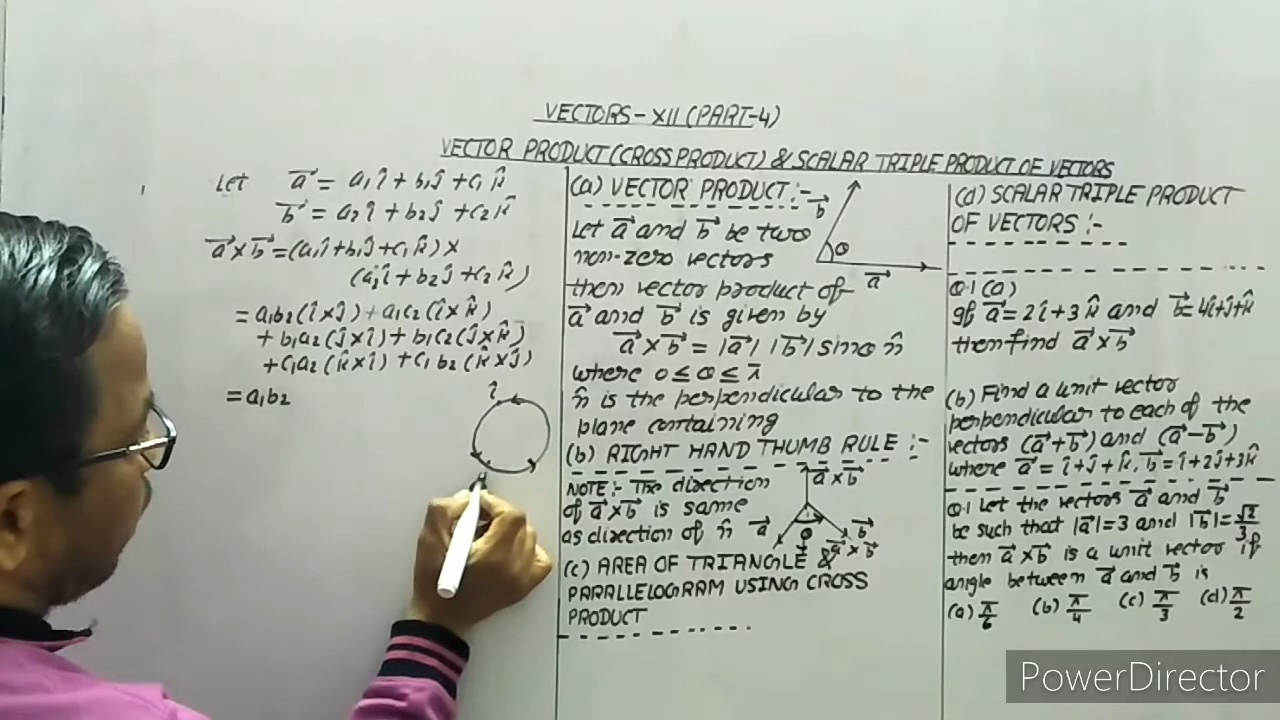 VECTORS-XII (PART-4)
VECTOR PRODUCT (CROSS PRODUCT) & SCALAR TRIPLE PRODUCT OF VECTORS
Let a⃗ = a₁î + b₁ĵ + c₁k̂
b⃗ = a₂î + b₂ĵ + c₂k̂
a⃗ × b⃗ = (a₁î + b₁ĵ + c₁k̂) ×
(a₂î + b₂ĵ + c₂k̂)
= a₁b₂(î×ĵ) + a₁c₂(î×k̂)
+ b₁a₂(ĵ×î) + b₁c₂(ĵ×k̂)
+ c₁a₂(k̂×î) + c₁b₂(k̂×ĵ)
= a₁b₂
î
(a) VECTOR PRODUCT :-
b⃗
Let a⃗ and b⃗ be two
θ
non-zero vectors
a⃗
then vector product of
a⃗ and b⃗ is given by
a⃗ × b⃗ = |a⃗| |b⃗| sinθ n̂
where 0 ≤ θ ≤ π
n̂ is the perpendicular to the
plane containing
(b) RIGHT HAND THUMB RULE :-
NOTE :- The direction
a⃗ × b⃗
of a⃗ × b⃗ is same
as direction of n̂
a⃗
θ
b⃗
a⃗ × b⃗
(c) AREA OF TRIANGLE &
PARALLELOGRAM USING CROSS
PRODUCT
(d) SCALAR TRIPLE PRODUCT
OF VECTORS :-
Q.1 (a)
If a⃗ = 2î + 3k̂ and b⃗ = 4î+ĵ+k̂
then find a⃗ × b⃗
(b) Find a unit vector
perpendicular to each of the
vectors (a⃗ + b⃗) and (a⃗ - b⃗)
where a⃗ = î + ĵ + k̂, b⃗ = î + 2ĵ + 3k̂
Q.1 Let the vectors a⃗ and b⃗
be such that |a⃗| = 3 and |b⃗| = √2/3
then a⃗ × b⃗ is a unit vector if
angle between a⃗ and b⃗ is
(a) π/6 (b) π/4 (c) π/3 (d) π/2
PowerDirector